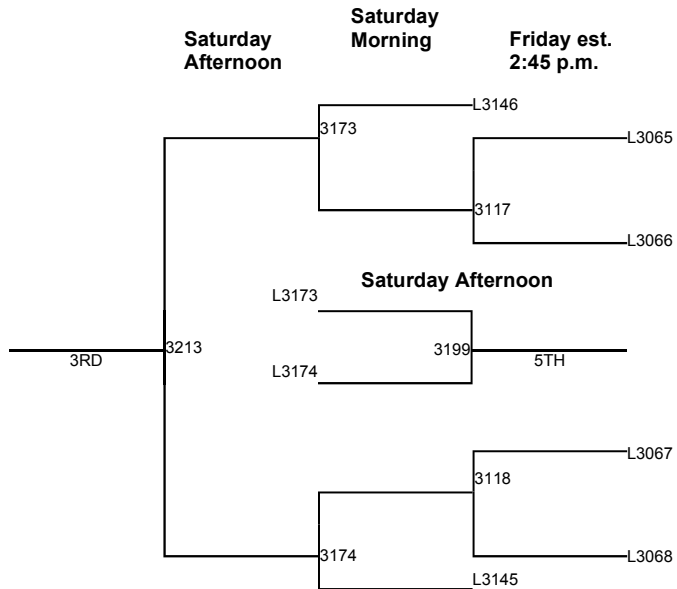 Saturday
Afternoon
Saturday
Morning
Friday est.
2:45 p.m.
L3146
3173
L3065
3117
L3066
Saturday Afternoon
L3173
3213
3199
3RD
5TH
L3174
L3067
3118
3174
L3068
L3145